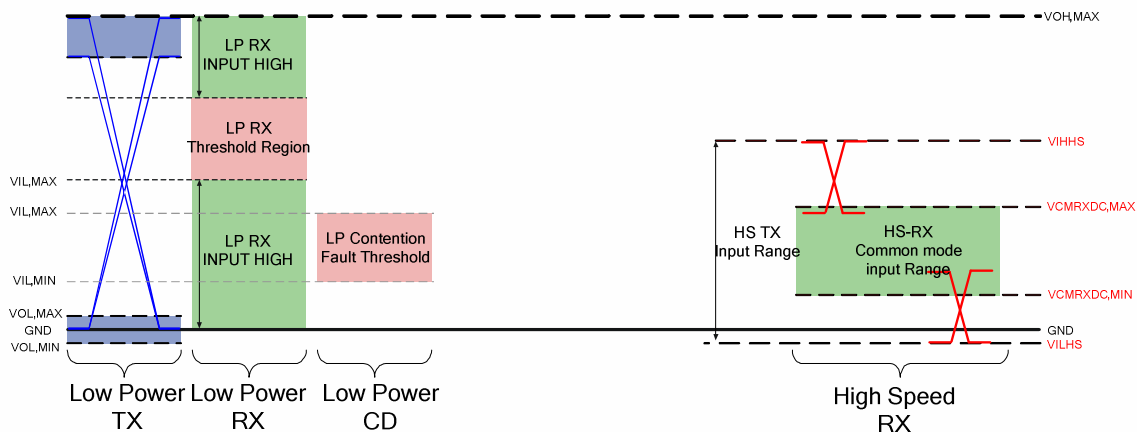 VOH,MAX
LP RX
INPUT HIGH
LP RX
Threshold Region
VIHHS
VIL,MAX
VIL,MAX
VCMRXDC,MAX
LP RX
INPUT HIGH
LP Contention
Fault Threshold
HS TX
Input Range
HS-RX
Common mode
input Range
VIL,MIN
VCMRXDC,MIN
VOL,MAX
GND
GND
VOL,MIN
VILHS
Low Power
TX
Low Power
RX
Low Power
CD
High Speed
RX